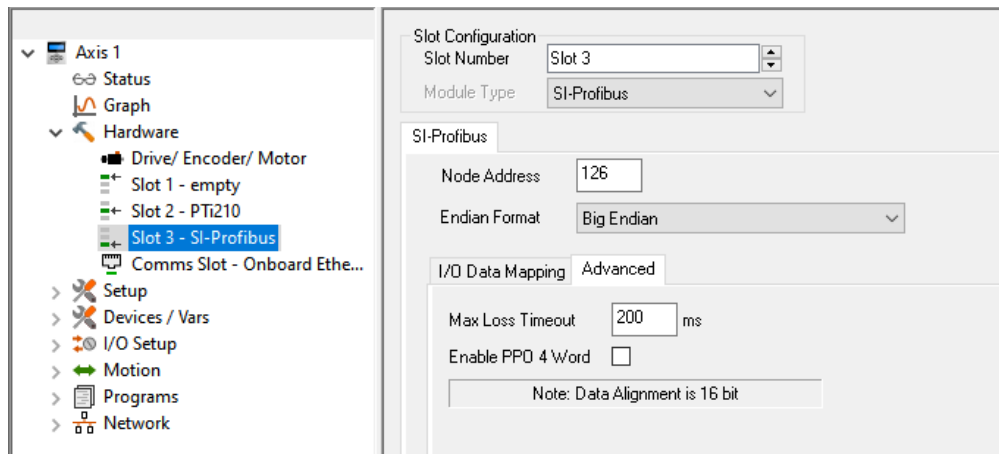 Axis 1
Status
Graph
Hardware
Drive/ Encoder/ Motor
Slot 1 - empty
Slot 2 - PTi210
Slot 3 - SI-Profibus
Comms Slot - Onboard Ethe...
Setup
Devices / Vars
I/O Setup
Motion
Programs
Network
Slot Configuration
Slot Number Slot 3
Module Type SI-Profibus
SI-Profibus
Node Address 126
Endian Format Big Endian
I/O Data Mapping Advanced
Max Loss Timeout 200 ms
Enable PPO 4 Word
Note: Data Alignment is 16 bit